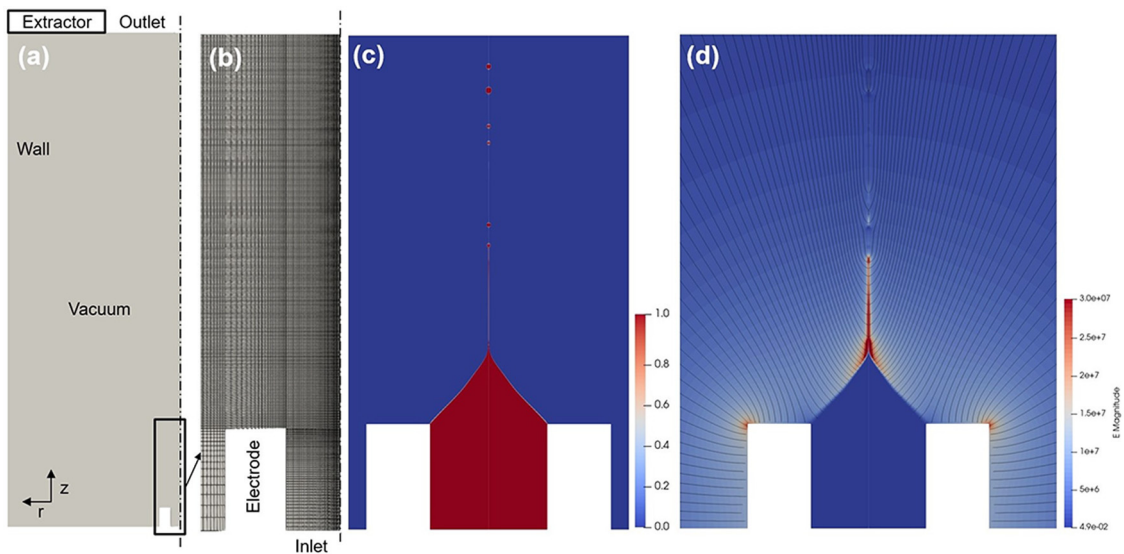 Extractor Outlet
(a)
Wall
Vacuum
z
r
(b)
Electrode
Inlet
(c)
1.0
0.8
0.6
0.4
0.2
0.0
(d)
3.0e+07
2.5e+7
2e+7
1.5e+7
1e+7
5e+6
4.9e-02
E Magnitude